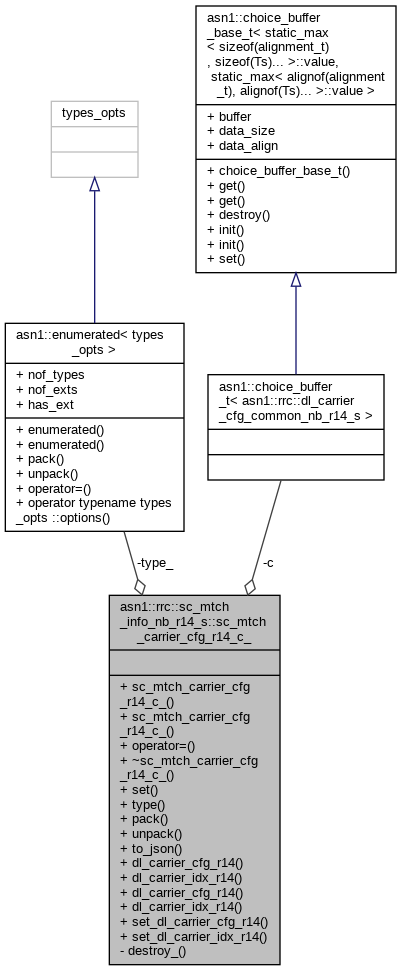 asn1::choice_buffer
_base_t< static_max
< sizeof(alignment_t)
, sizeof(Ts)... >::value,
static_max< alignof(alignment
_t), alignof(Ts)... >::value >
+ buffer
+ data_size
+ data_align
+ choice_buffer_base_t()
+ get()
+ get()
+ destroy()
+ init()
+ init()
+ set()
types_opts
asn1::enumerated< types
_opts >
+ nof_types
+ nof_exts
+ has_ext
+ enumerated()
+ enumerated()
+ pack()
+ unpack()
+ operator=()
+ operator typename types
_opts ::options()
asn1::choice_buffer
_t< asn1::rrc::dl_carrier
_cfg_common_nb_r14_s >
-type_
-c
asn1::rrc::sc_mtch
_info_nb_r14_s::sc_mtch
_carrier_cfg_r14_c_
+ sc_mtch_carrier_cfg
_r14_c_()
+ sc_mtch_carrier_cfg
_r14_c_()
+ operator=()
+ ~sc_mtch_carrier_cfg
_r14_c_()
+ set()
+ type()
+ pack()
+ unpack()
+ to_json()
+ dl_carrier_cfg_r14()
+ dl_carrier_idx_r14()
+ dl_carrier_cfg_r14()
+ dl_carrier_idx_r14()
+ set_dl_carrier_cfg_r14()
+ set_dl_carrier_idx_r14()
- destroy_()